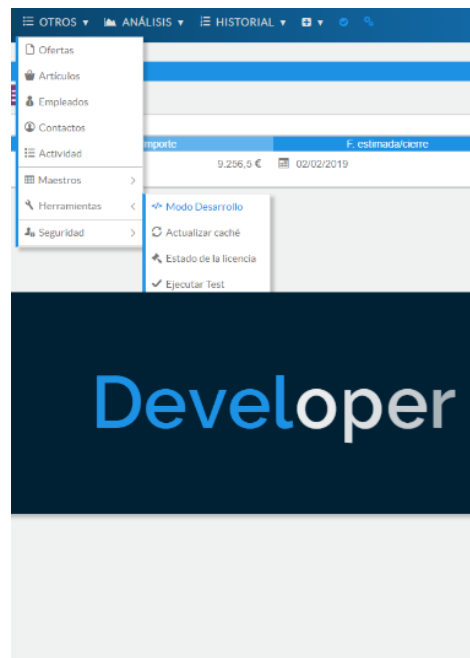 OTROS ANÁLISIS HISTORIAL
Ofertas
Artículos
Empleados
Contactos
Actividad
Maestros
Herramientas
Seguridad
F. estimada/cierre
9.256,5 € 02/02/2019
Modo Desarrollo
Actualizar caché
Estado de la licencia
Ejecutar Test
Developer